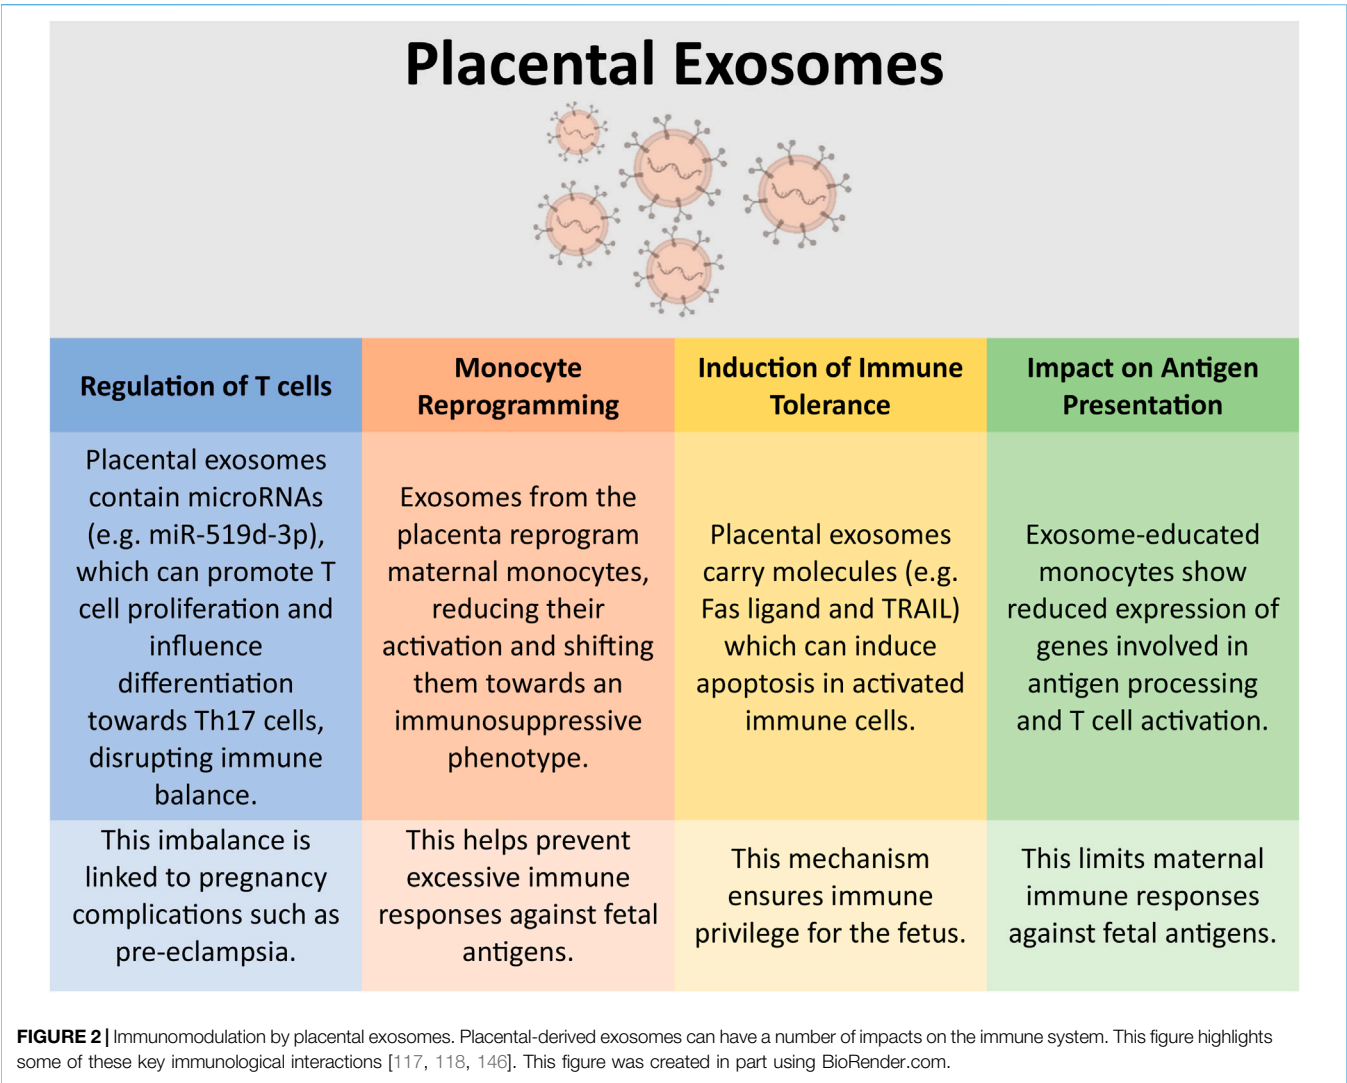 Placental Exosomes
Regulation of T cells
Placental exosomes
contain microRNAs
(e.g. miR-519d-3p),
which can promote T
cell proliferation and
influence
differentiation
towards Th17 cells,
disrupting immune
balance.
This imbalance is
linked to pregnancy
complications such as
pre-eclampsia.
Monocyte
Reprogramming
Exosomes from the
placenta reprogram
maternal monocytes,
reducing their
activation and shifting
them towards an
immunosuppressive
phenotype.
This helps prevent
excessive immune
responses against fetal
antigens.
Induction of Immune
Tolerance
Placental exosomes
carry molecules (e.g.
Fas ligand and TRAIL)
which can induce
apoptosis in activated
immune cells.
This mechanism
ensures immune
privilege for the fetus.
Impact on Antigen
Presentation
Exosome-educated
monocytes show
reduced expression of
genes involved in
antigen processing
and T cell activation.
This limits maternal
immune responses
against fetal antigens.
FIGURE 2 | Immunomodulation by placental exosomes. Placental-derived exosomes can have a number of impacts on the immune system. This figure highlights
some of these key immunological interactions [117, 118, 146]. This figure was created in part using BioRender.com.